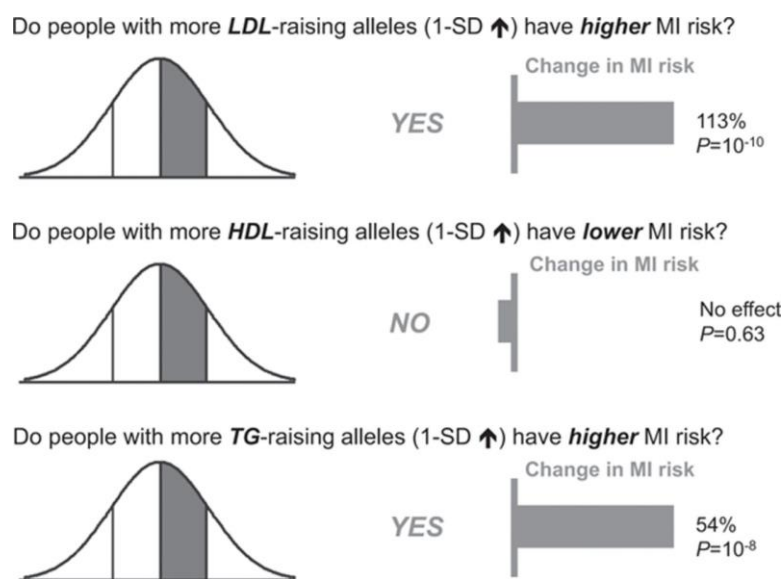 Do people with more LDL-raising alleles (1-SD ↑) have higher MI risk?
Change in MI risk
YES
113%
P=10⁻¹⁰
Do people with more HDL-raising alleles (1-SD ↑) have lower MI risk?
Change in MI risk
NO
No effect
P=0.63
Do people with more TG-raising alleles (1-SD ↑) have higher MI risk?
Change in MI risk
YES
54%
P=10⁻⁸